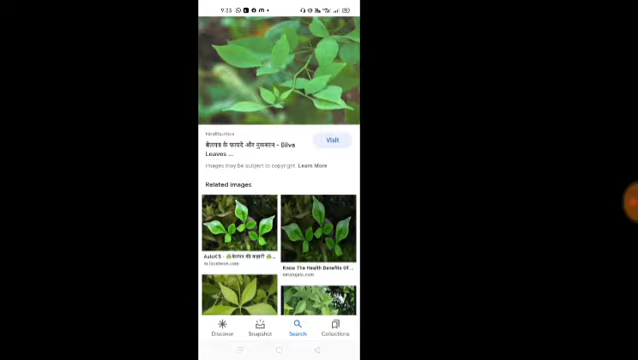 9:33
बेलपत्र के फायदे और नुकसान - Bilva
Leaves ...
Visit
Images may be subject to copyright. Learn More
Related images
Know The Health Benefits Of ...
Discover
Snapshot
Search
Collections